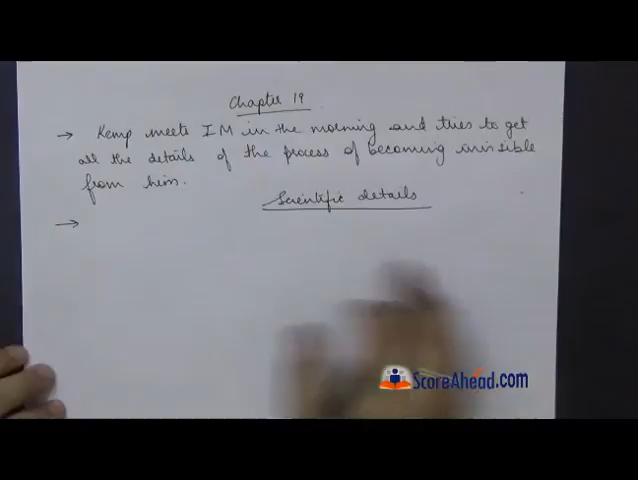 Chapter 19
→ Kemp meets IM in the morning and tries to get
all the details of the process of becoming invisible
from him.
Scientific details
→
ScoreAhead.com